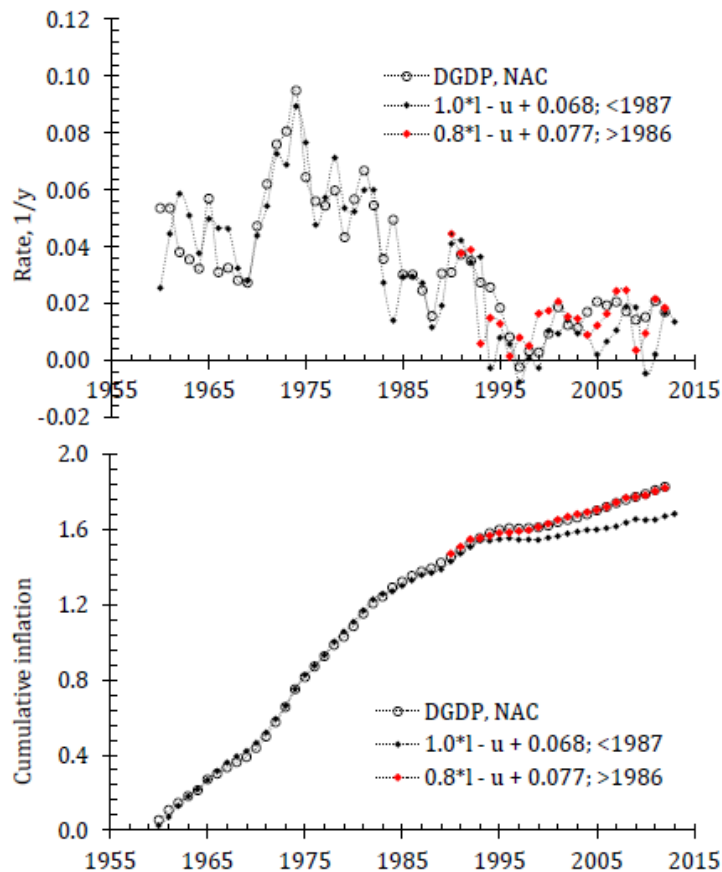 0.12
0.10
0.08
0.06
0.04
0.02
0.00
-0.02
Rate, 1/y
DGDP, NAC
1.0*l - u + 0.068; <1987
0.8*l - u + 0.077; >1986
1955 1965 1975 1985 1995 2005 2015
2.0
1.6
1.2
0.8
0.4
0.0
Cumulative inflation
DGDP, NAC
1.0*l - u + 0.068; <1987
0.8*l - u + 0.077; >1986
1955 1965 1975 1985 1995 2005 2015